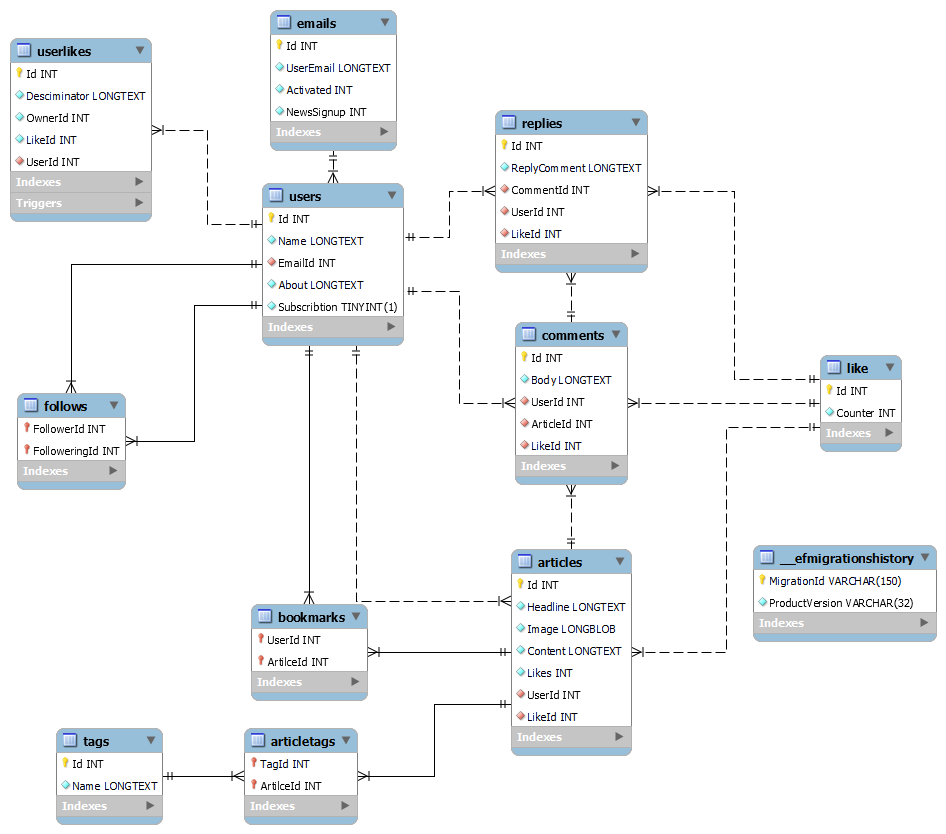 emails
Id INT
UserEmail LONGTEXT
Activated INT
NewsSignup INT
Indexes
userlikes
Id INT
Desciminator LONGTEXT
OwnerId INT
LikeId INT
UserId INT
Indexes
Triggers
replies
Id INT
ReplyComment LONGTEXT
CommentId INT
UserId INT
LikeId INT
Indexes
users
Id INT
Name LONGTEXT
EmailId INT
About LONGTEXT
Subscribtion TINYINT(1)
Indexes
comments
Id INT
Body LONGTEXT
UserId INT
ArticleId INT
LikeId INT
Indexes
like
Id INT
Counter INT
Indexes
follows
FollowerId INT
FolloweringId INT
Indexes
articles
Id INT
Headline LONGTEXT
Image LONGBLOB
Content LONGTEXT
Likes INT
UserId INT
LikeId INT
Indexes
__efmigrationshistory
MigrationId VARCHAR(150)
ProductVersion VARCHAR(32)
Indexes
bookmarks
UserId INT
ArtilceId INT
Indexes
tags
Id INT
Name LONGTEXT
Indexes
articletags
TagId INT
ArtilceId INT
Indexes